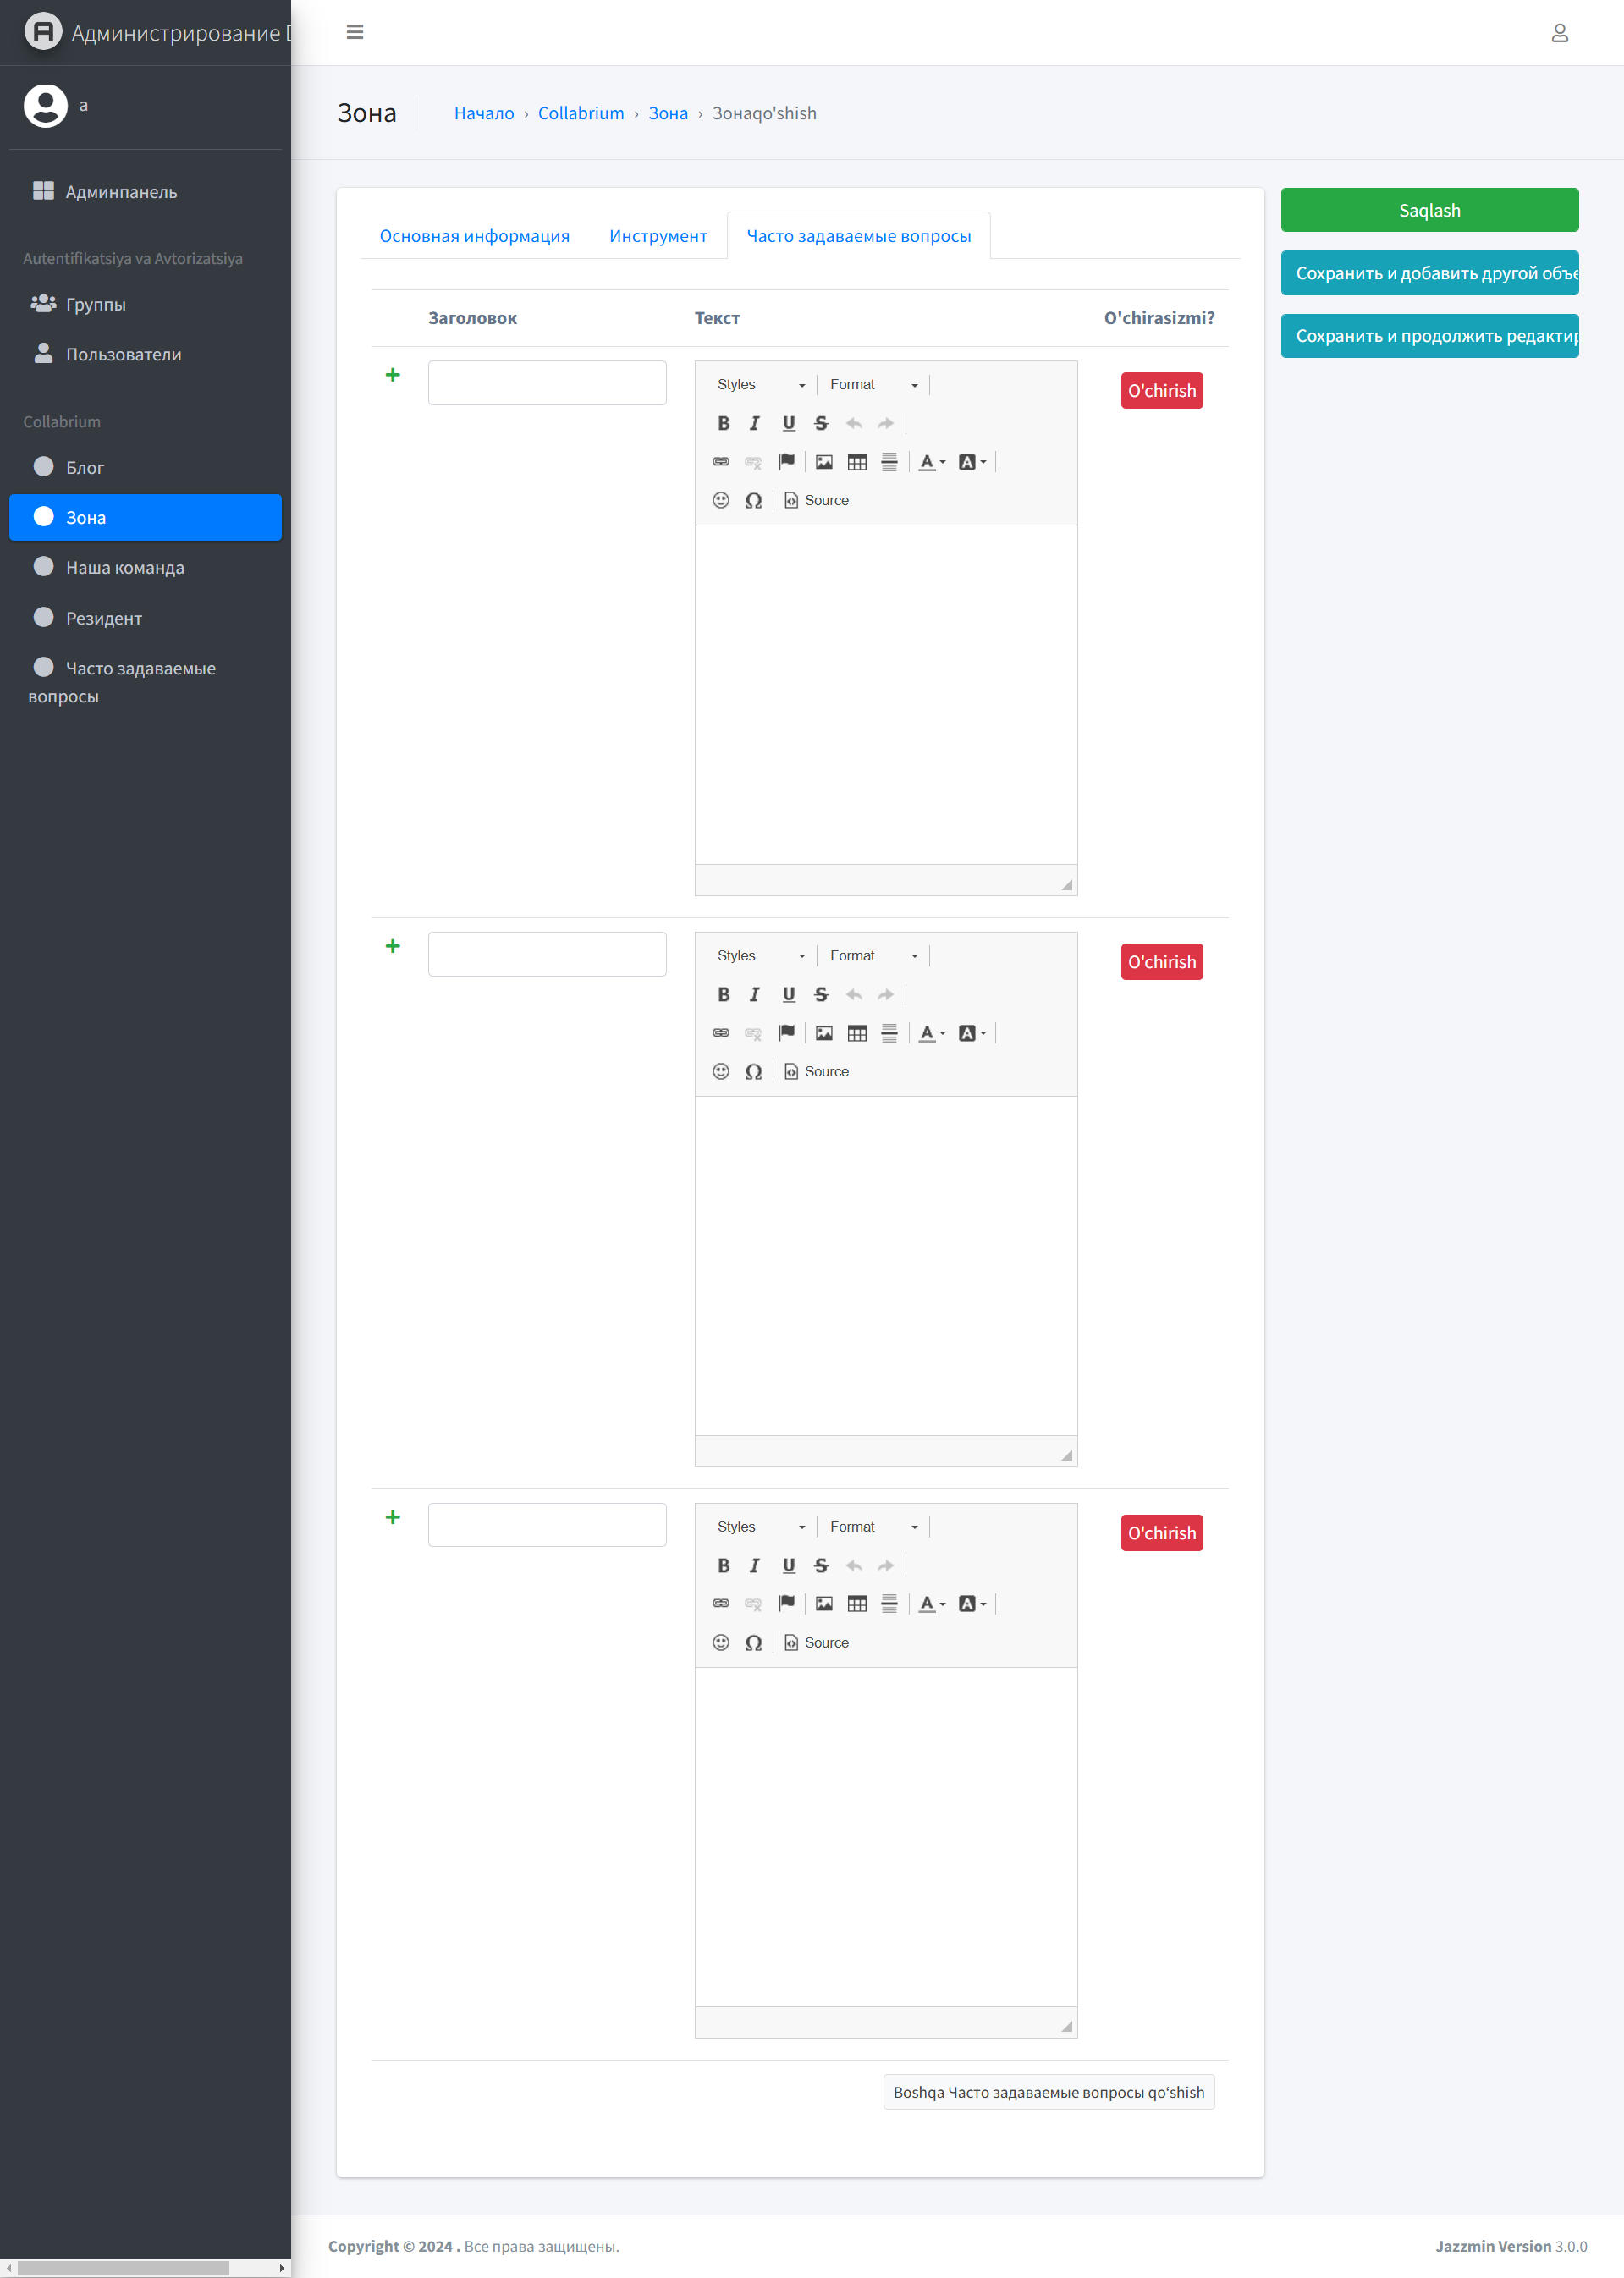 Администрирование
a
Админпанель
Autentifikatsiya va Avtorizatsiya
Группы
Пользователи
Collabrium
Блог
Зона
Наша команда
Резидент
Часто задаваемые
вопросы
Зона
Начало › Collabrium › Зона › Зонаqo'shish
Основная информация Инструмент Часто задаваемые вопросы
Заголовок Текст O'chirasizmi?
Styles Format
O'chirish
Source
Styles Format
O'chirish
Source
Styles Format
O'chirish
Source
Boshqa Часто задаваемые вопросы qo‘shish
Saqlash
Сохранить и добавить другой объе
Сохранить и продолжить редактир
Copyright © 2024 . Все права защищены.
Jazzmin Version 3.0.0